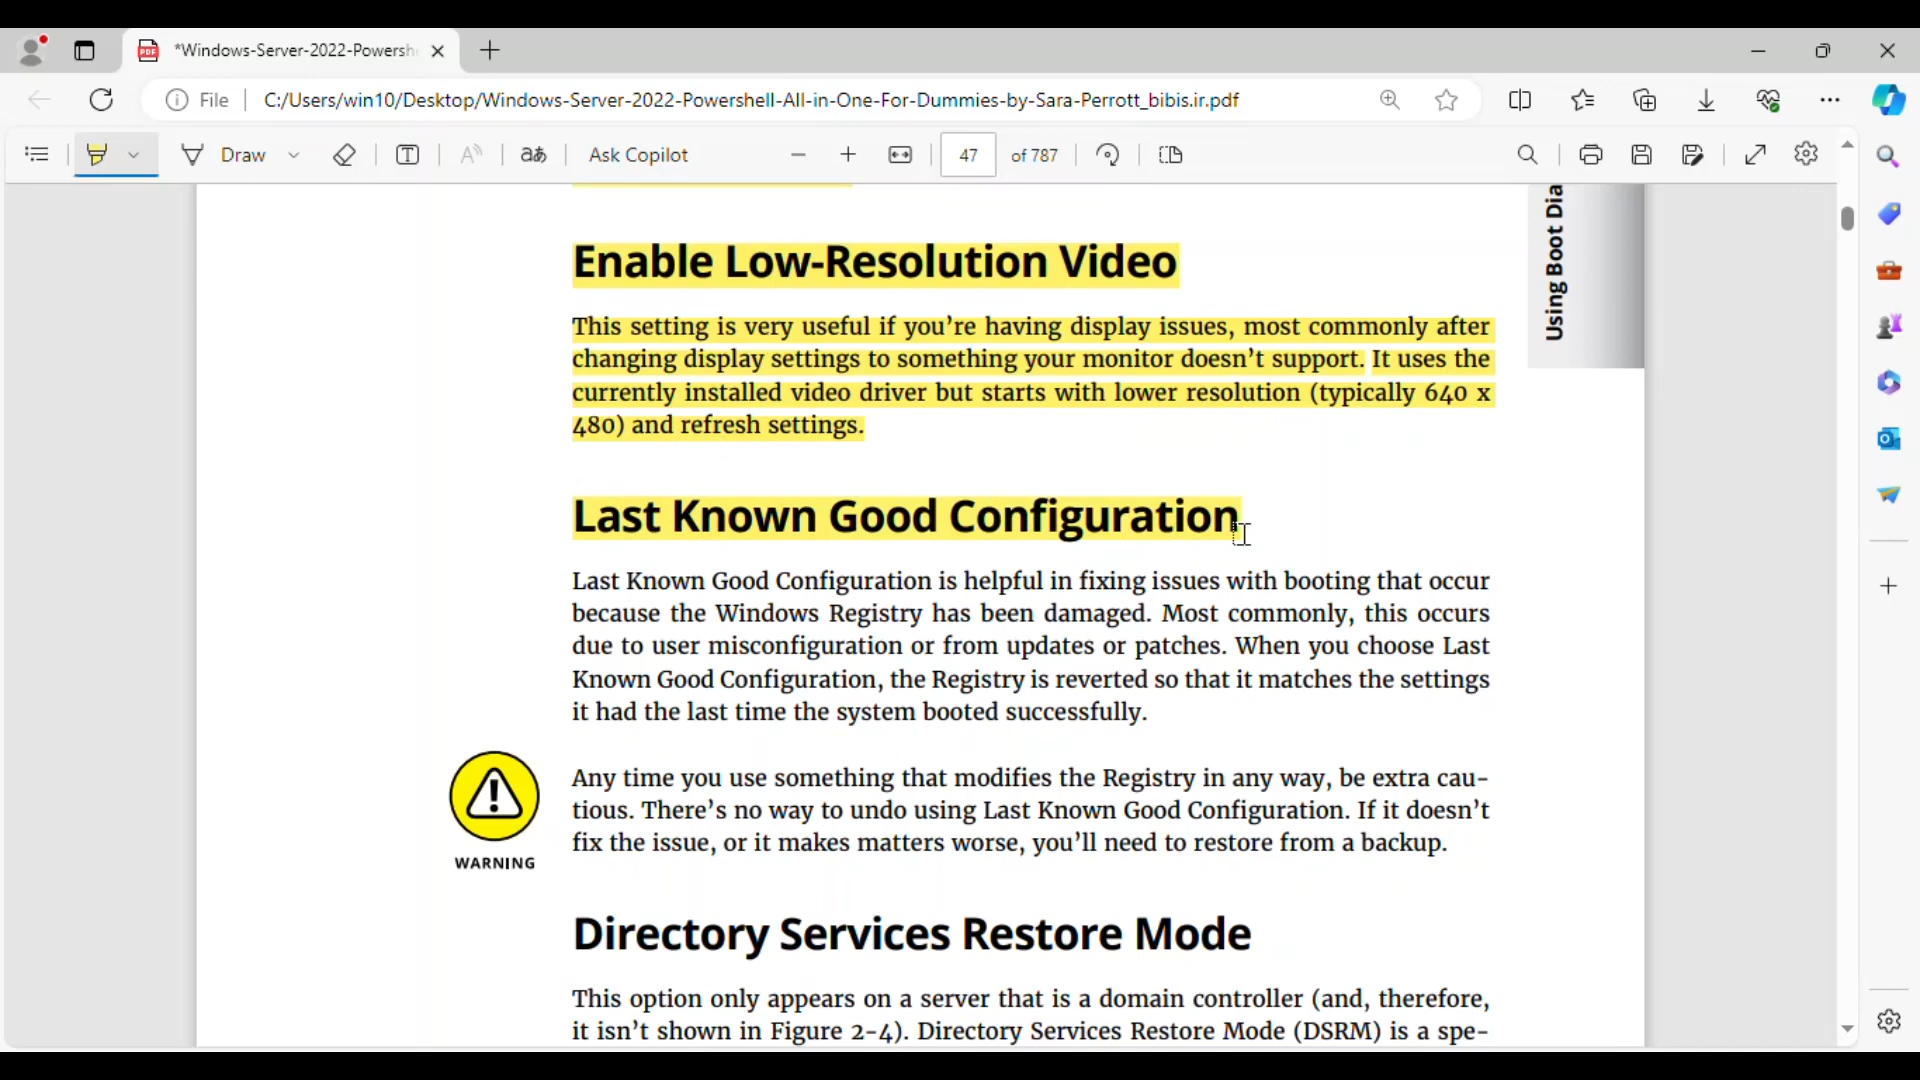 *Windows-Server-2022-Powersh
File
C:/Users/win10/Desktop/Windows-Server-2022-Powershell-All-in-One-For-Dummies-by-Sara-Perrott_bibis.ir.pdf
Draw
Ask Copilot
47
of 787
Using Boot Dia
Enable Low-Resolution Video
This setting is very useful if you're having display issues, most commonly after
changing display settings to something your monitor doesn't support. It uses the
currently installed video driver but starts with lower resolution (typically 640 x
480) and refresh settings.
Last Known Good Configuration
Last Known Good Configuration is helpful in fixing issues with booting that occur
because the Windows Registry has been damaged. Most commonly, this occurs
due to user misconfiguration or from updates or patches. When you choose Last
Known Good Configuration, the Registry is reverted so that it matches the settings
it had the last time the system booted successfully.
Any time you use something that modifies the Registry in any way, be extra cau-
tious. There's no way to undo using Last Known Good Configuration. If it doesn't
fix the issue, or it makes matters worse, you'll need to restore from a backup.
WARNING
Directory Services Restore Mode
This option only appears on a server that is a domain controller (and, therefore,
it isn't shown in Figure 2-4). Directory Services Restore Mode (DSRM) is a spe-